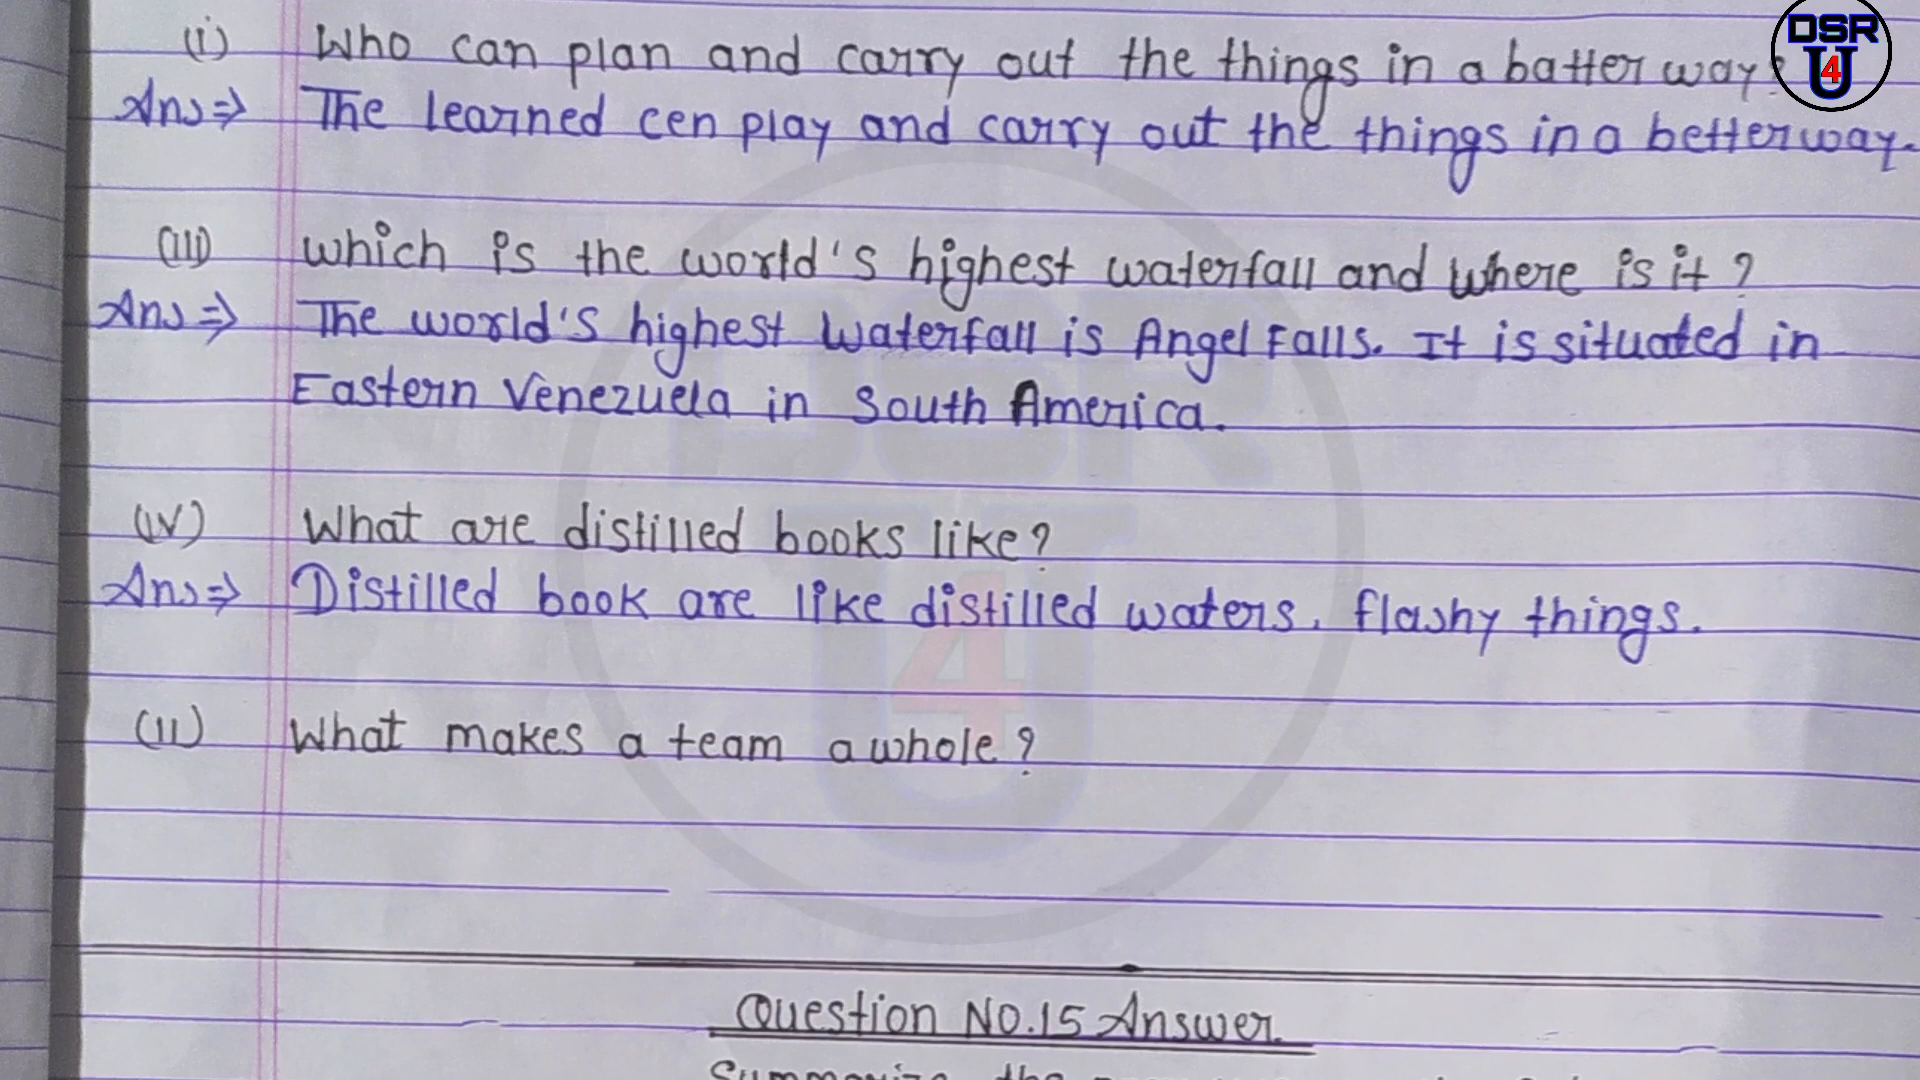 DSR
U
4
(i) Who can plan and carry out the things in a batter way?
Ans⇒ The learned cen play and carry out the things in a better way.
(III) which is the world's highest waterfall and where is it?
Ans⇒ The world's highest waterfall is Angel Falls. It is situated in
Eastern Venezuela in South America.
(IV) What are distilled books like?
Ans⇒ Distilled book are like distilled waters, flashy things.
(II) What makes a team a whole?
Question No.15 Answer.
Summarize the